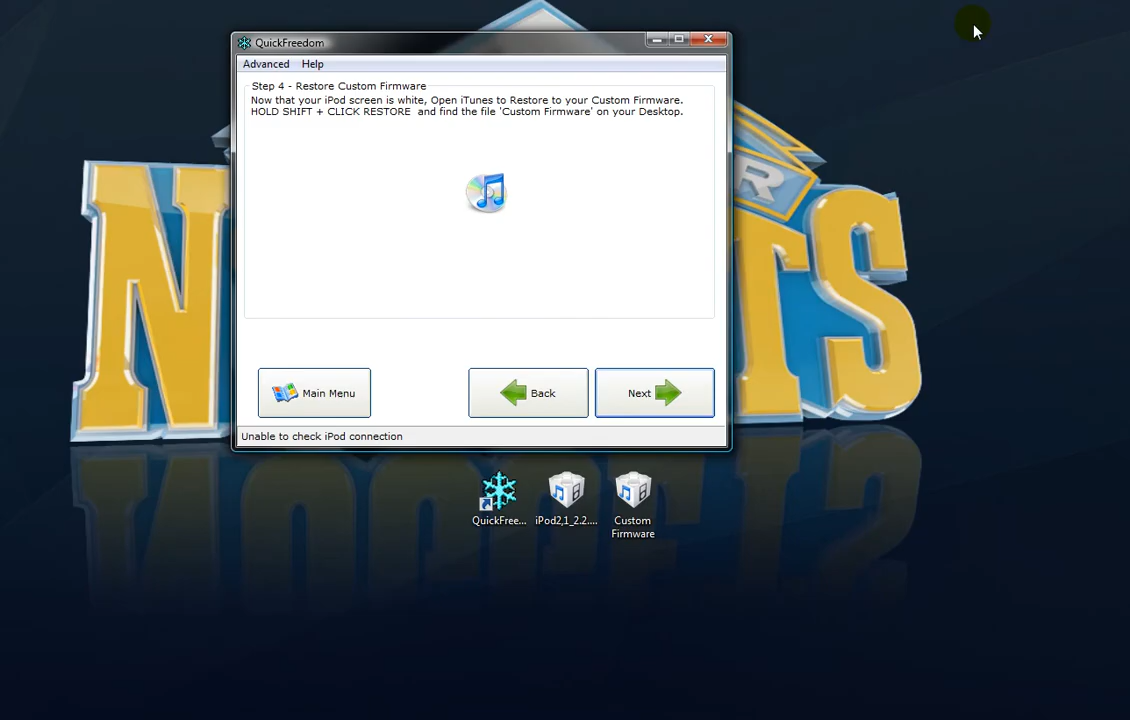 QuickFreedom
Advanced Help
Step 4 - Restore Custom Firmware
Now that your iPod screen is white, Open iTunes to Restore to your Custom Firmware.
HOLD SHIFT + CLICK RESTORE and find the file 'Custom Firmware' on your Desktop.
Main Menu
Back
Next
Unable to check iPod connection
QuickFree...
iPod2,1_2.2....
Custom
Firmware